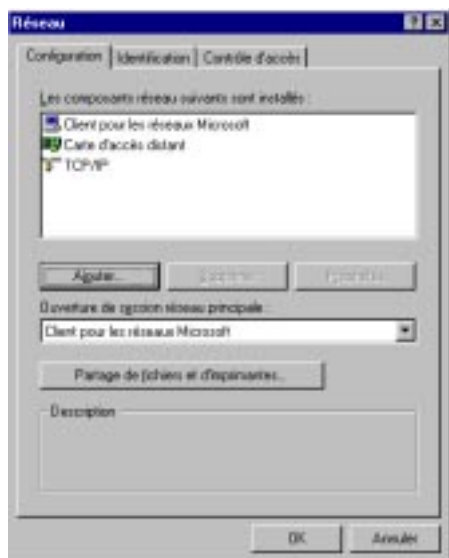 Réseau
Configuration
Identification
Contrôle d'accès
Les composants réseau suivants sont installés :
Client pour les réseaux Microsoft
Carte d'accès distant
TCP/IP
Ajouter...
Supprimer
Propriétés
Ouverture de session réseau principale :
Client pour les réseaux Microsoft
Partage de fichiers et d'imprimantes...
Description
OK
Annuler